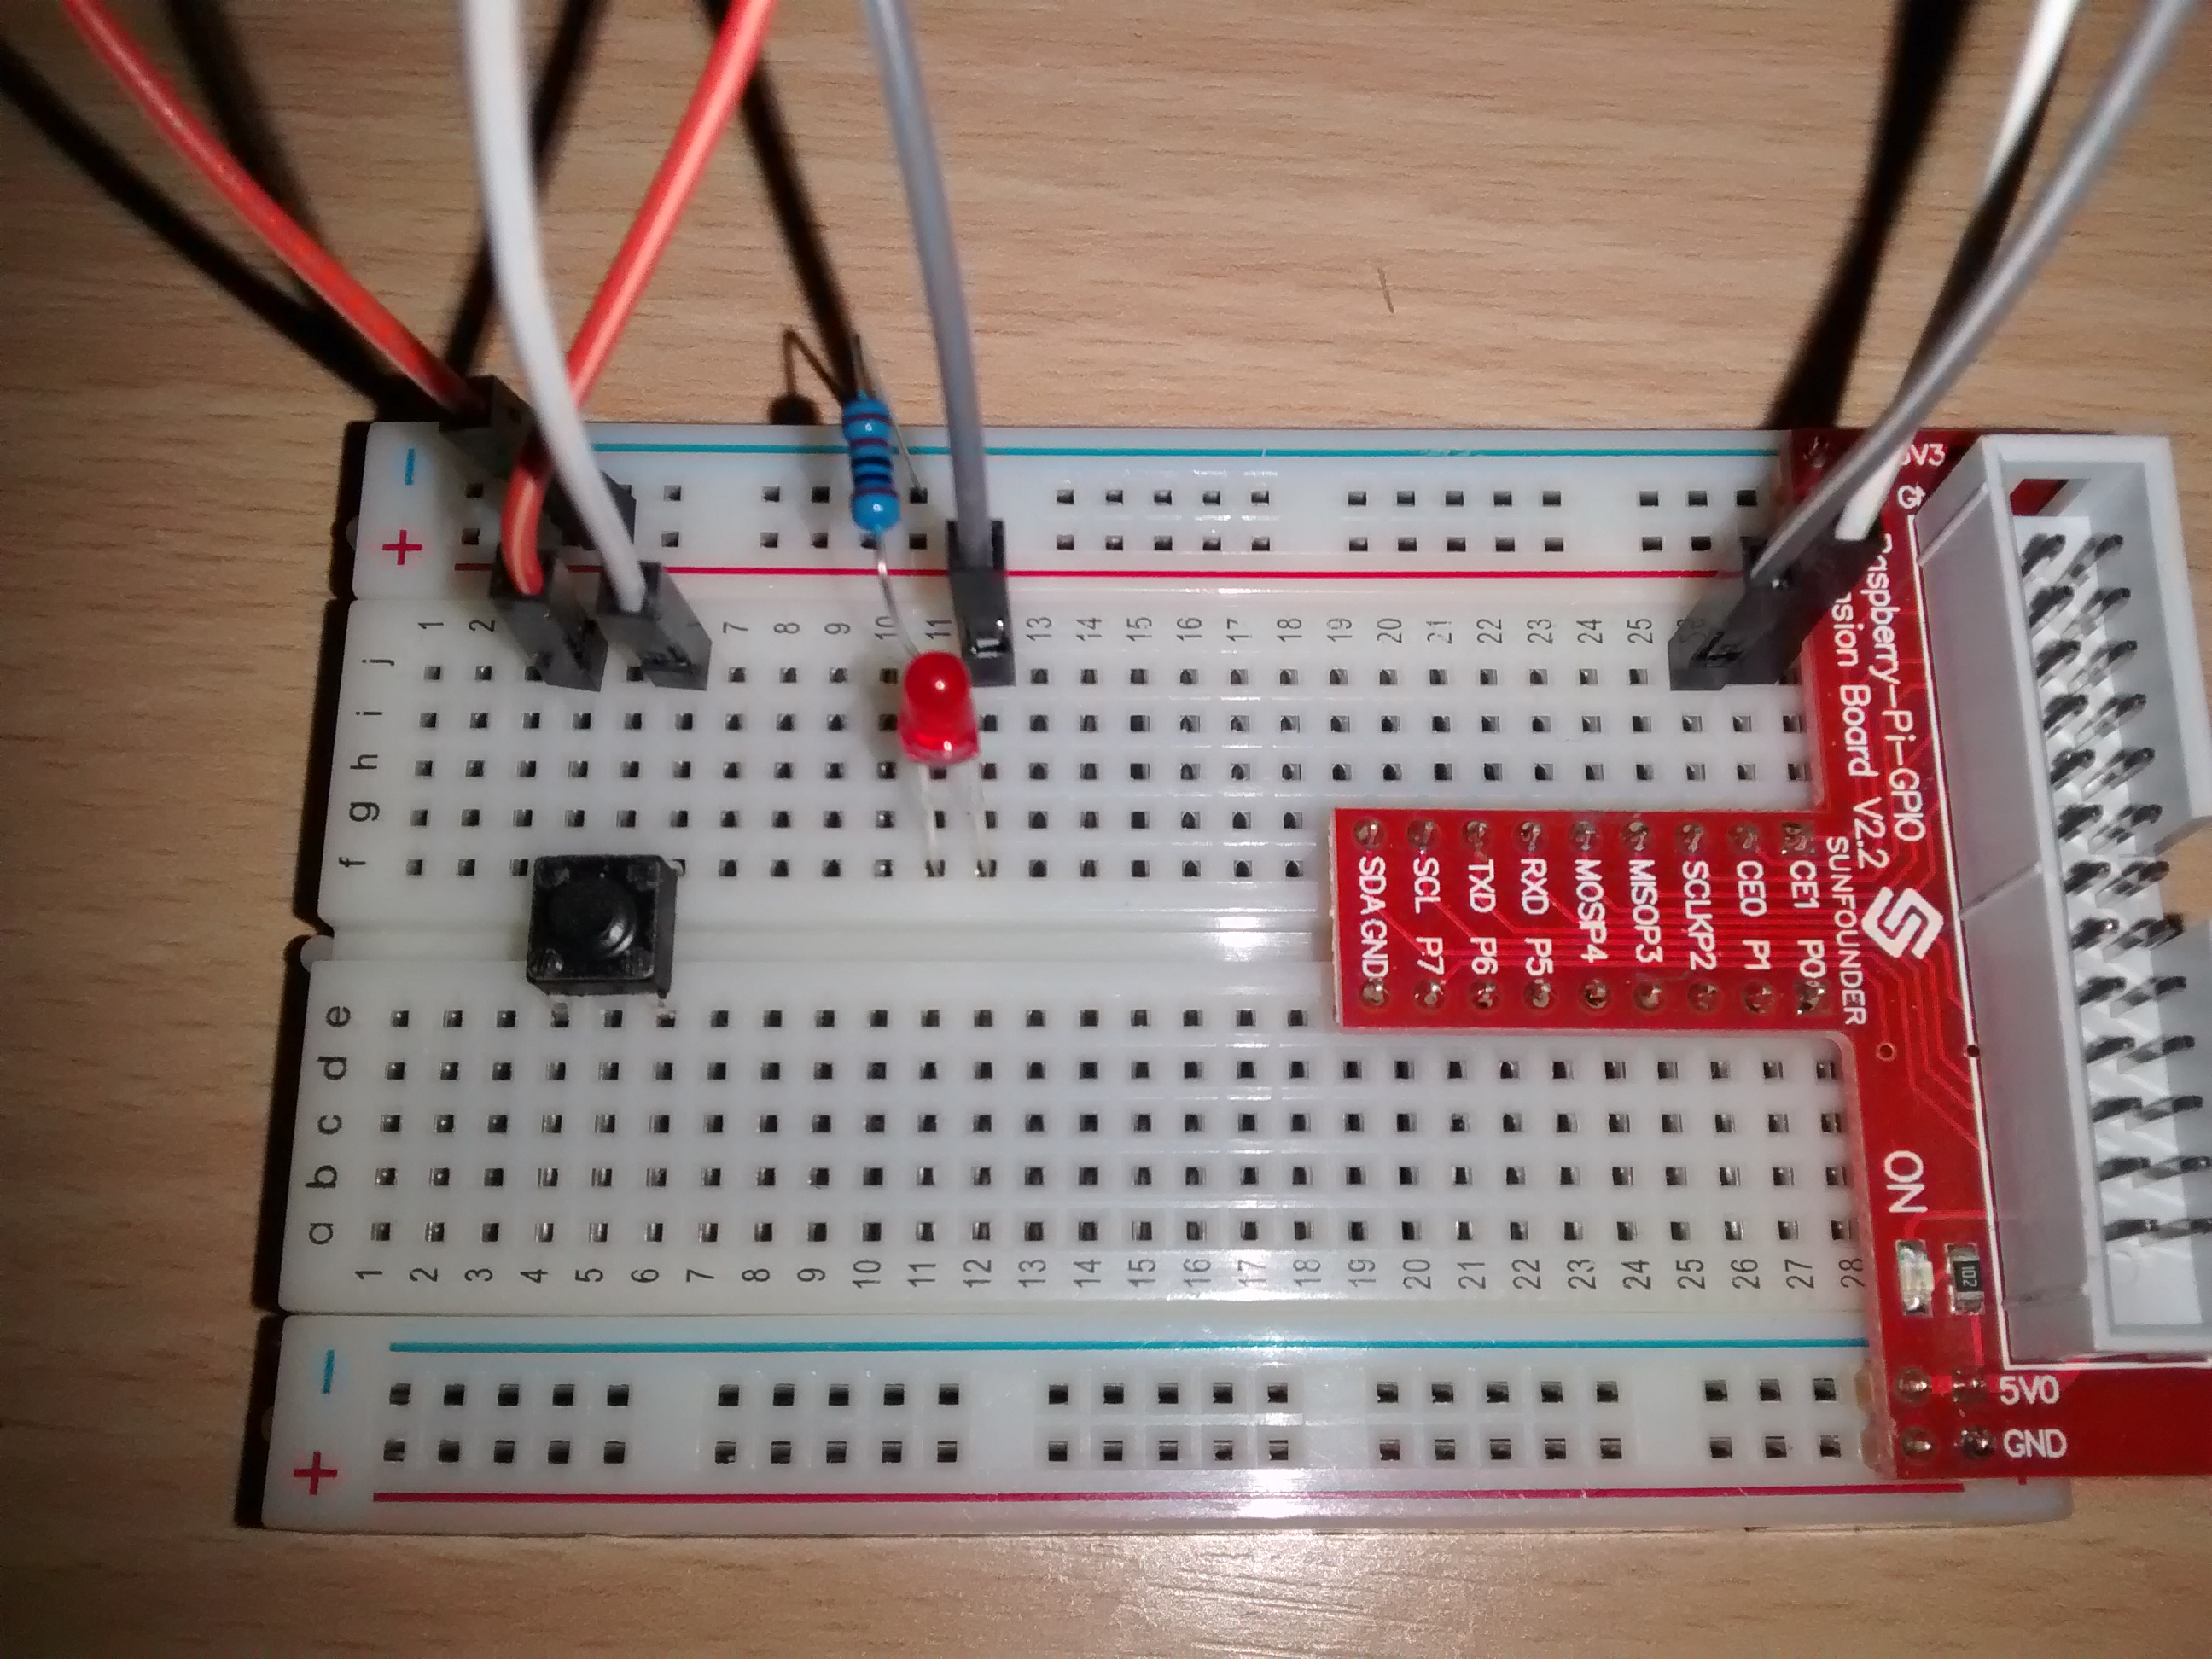 1 2 7 8 9 10 11 13 14 15 16 17 18 19 20 21 22 23 24 25
j
i
h
g
f
e
d
c
b
a
1 2 3 4 5 6 7 8 9 10 11 12 13 14 15 16 17 18 19 20 21 22 23 24 25 26 27 28
− +
− +
Raspberry-Pi-GPIO
Board V2.2
SUNFOUNDER
SDA SCL TXD RXD MOSI MISO SCLK CE0 CE1
GND P7 P6 P5 P4 P3 P2 P1 P0
ON
102
5V0
GND